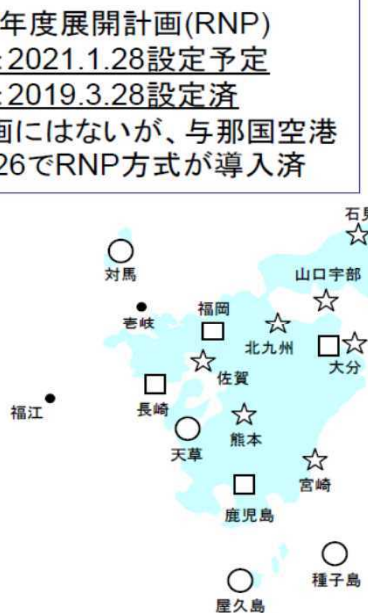 年度展開計画(RNP)
:2021.1.28設定予定
:2019.3.28設定済
画にはないが、与那国空港
26でRNP方式が導入済
石見
対馬
山口宇部
壱岐
福岡
北九州
大分
佐賀
福江
長崎
熊本
天草
宮崎
鹿児島
種子島
屋久島